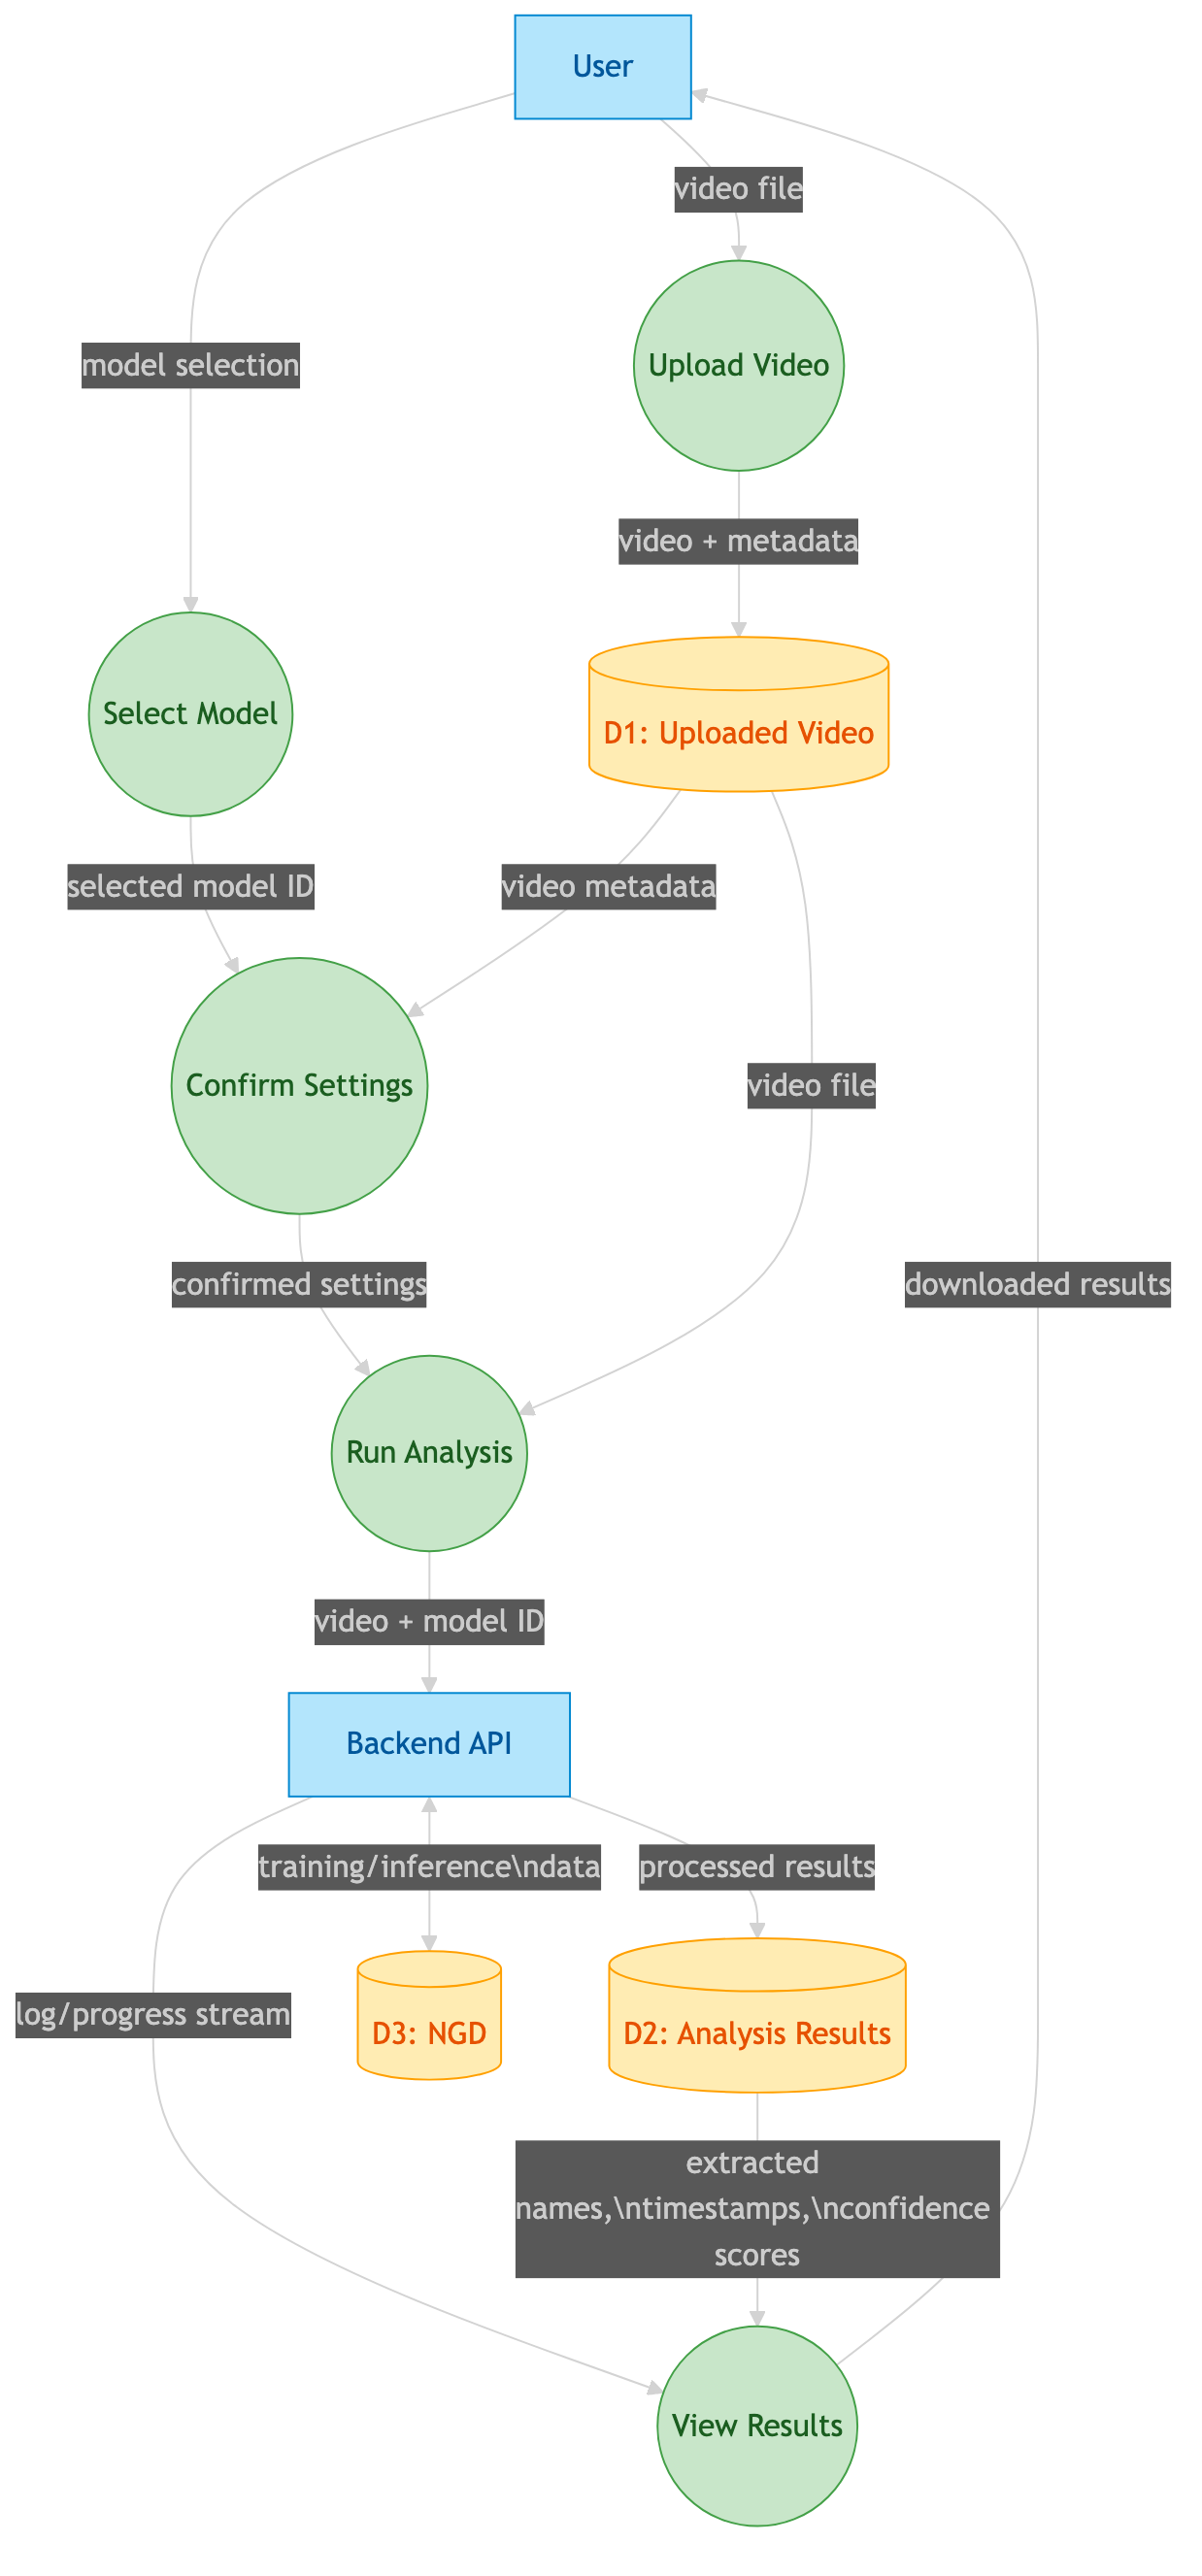 User
video file
model selection
Upload Video
video + metadata
Select Model
D1: Uploaded Video
selected model ID
video metadata
Confirm Settings
video file
confirmed settings
downloaded results
Run Analysis
video + model ID
Backend API
training/inference\ndata
processed results
log/progress stream
D3: NGD
D2: Analysis Results
extracted
names,\ntimestamps,\nconfidence
scores
View Results